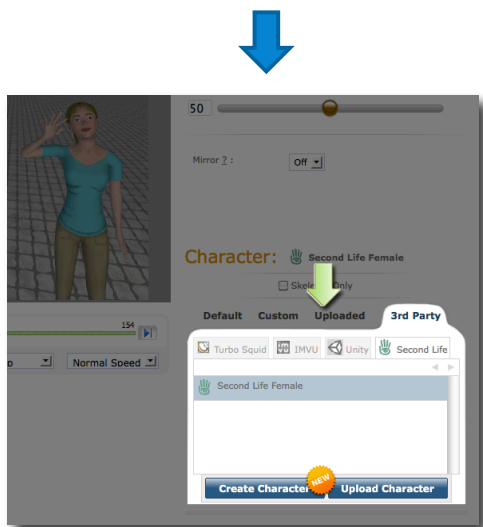 50
Mirror ? :
Off
Character:
Second Life Female
Skele Only
Default Custom Uploaded 3rd Party
154
Normal Speed
Turbo Squid IMVU Unity Second Life
Second Life Female
Create Character NEW Upload Character